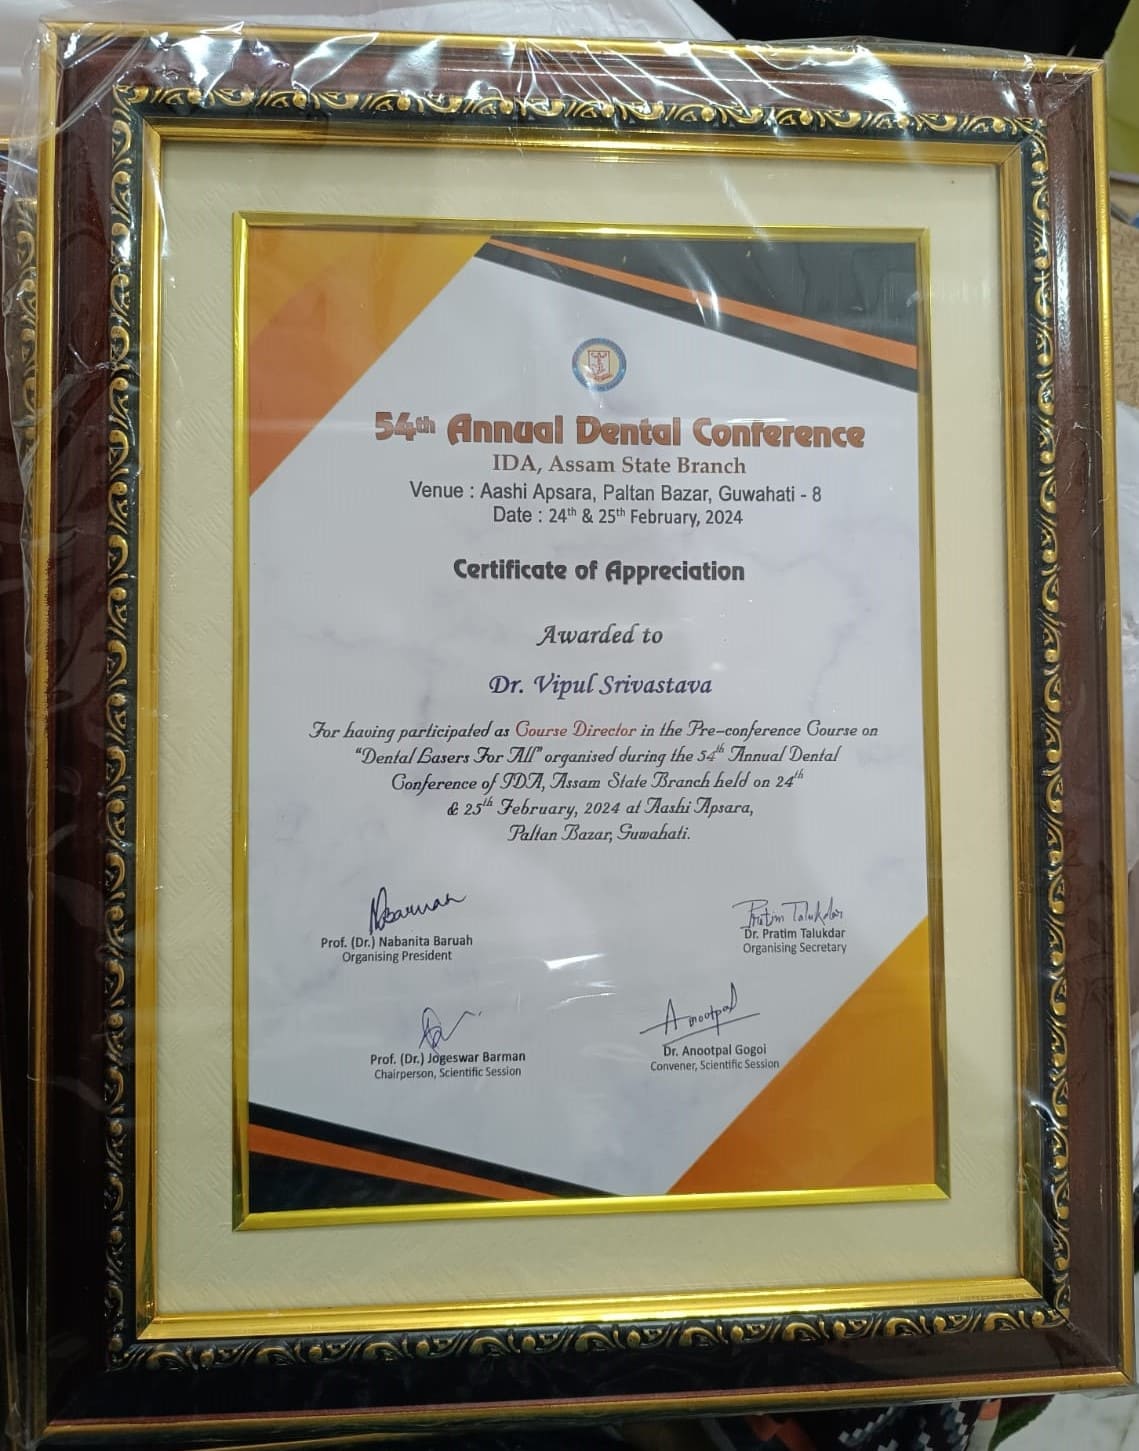 54th Annual Dental Conference
IDA, Assam State Branch
Venue : Aashi Apsara, Paltan Bazar, Guwahati - 8
Date : 24th & 25th February, 2024
Certificate of Appreciation
Awarded to
Dr. Vipul Srivastava
For having participated as Course Director in the Pre-conference Course on
"Dental Lasers For All" organised during the 54th Annual Dental
Conference of IDA, Assam State Branch held on 24th
& 25th February, 2024 at Aashi Apsara,
Paltan Bazar, Guwahati.
NBaruah
Prof. (Dr.) Nabanita Baruah
Organising President
Pratim Talukdar
Dr. Pratim Talukdar
Organising Secretary
Prof. (Dr.) Jogeswar Barman
Chairperson, Scientific Session
Anootpal
Dr. Anootpal Gogoi
Convener, Scientific Session